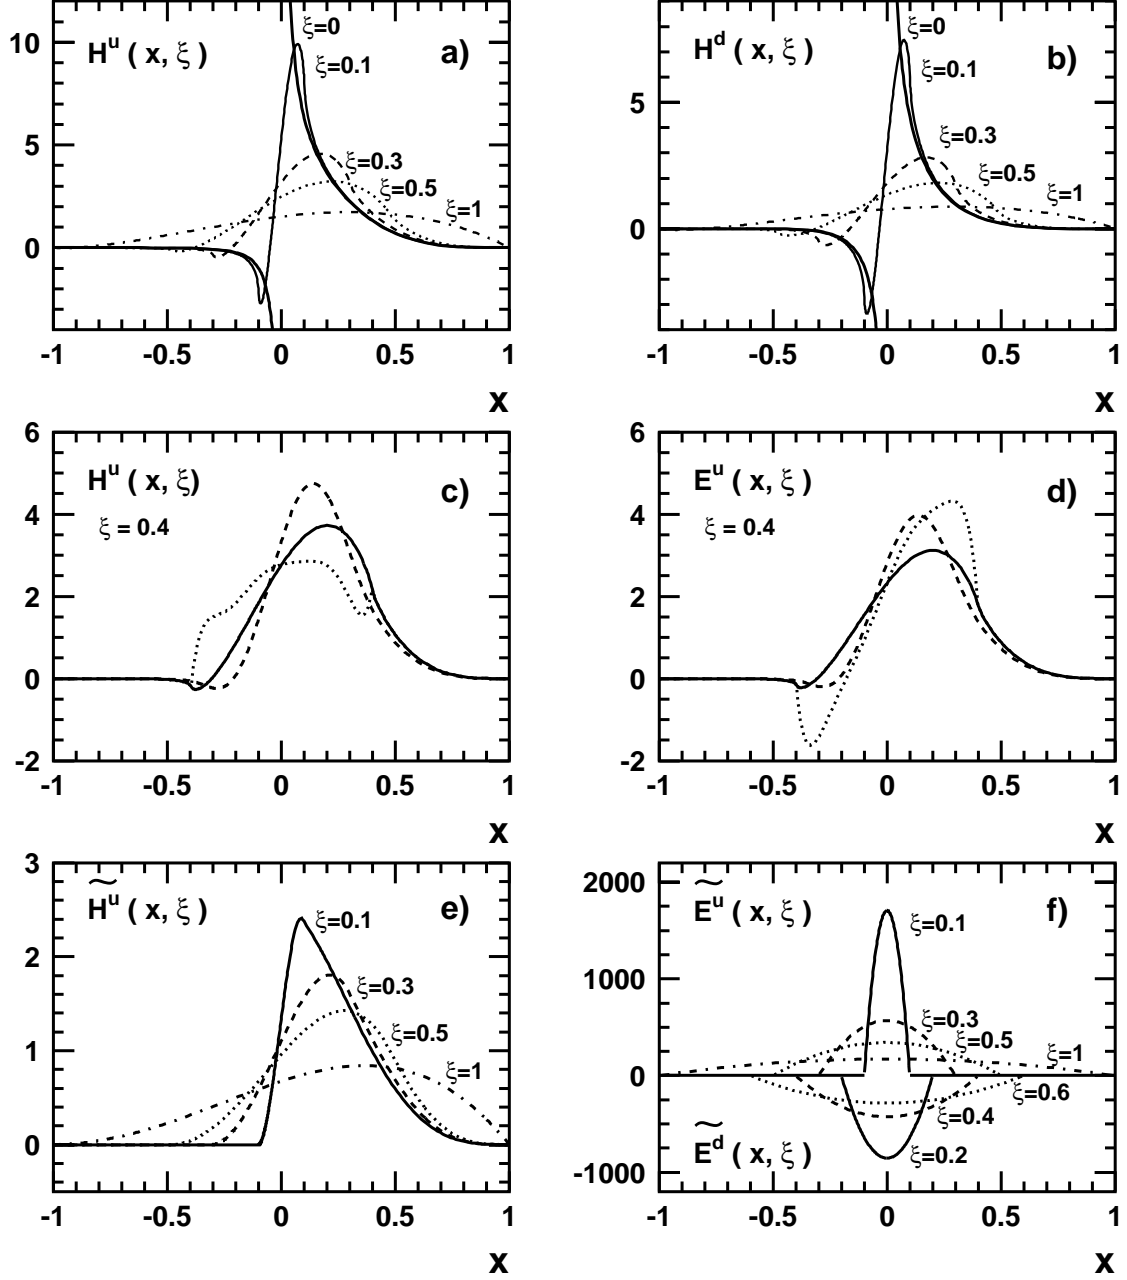 H^u ( x, ξ )
a)
ξ=0
ξ=0.1
ξ=0.3
ξ=0.5
ξ=1
10
5
0
-1 -0.5 0 0.5 1
x
H^d ( x, ξ )
b)
ξ=0
ξ=0.1
ξ=0.3
ξ=0.5
ξ=1
5
0
-1 -0.5 0 0.5 1
x
H^u ( x, ξ)
c)
ξ = 0.4
6
4
2
0
-2
-1 -0.5 0 0.5 1
x
E^u ( x, ξ )
d)
ξ = 0.4
6
4
2
0
-2
-1 -0.5 0 0.5 1
x
H̃^u ( x, ξ )
e)
ξ=0.1
ξ=0.3
ξ=0.5
ξ=1
3
2
1
0
-1 -0.5 0 0.5 1
x
Ẽ^u ( x, ξ )
f)
ξ=0.1
ξ=0.3
ξ=0.5
ξ=1
ξ=0.6
ξ=0.4
ξ=0.2
Ẽ^d ( x, ξ )
2000
1000
0
-1000
-1 -0.5 0 0.5 1
x